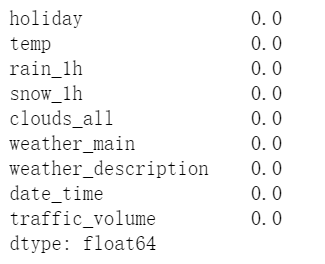 holiday 0.0
temp 0.0
rain_1h 0.0
snow_1h 0.0
clouds_all 0.0
weather_main 0.0
weather_description 0.0
date_time 0.0
traffic_volume 0.0
dtype: float64